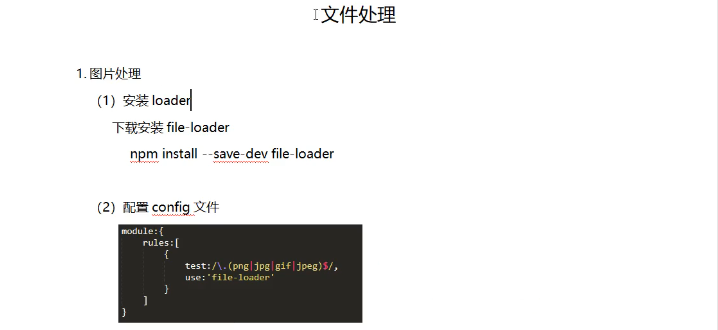 文件处理
1. 图片处理
（1）安装 loader
下载安装 file-loader
npm install --save-dev file-loader
（2）配置 config 文件
module:{
rules:[
{
test:/\.(png|jpg|gif|jpeg)$/,
use:'file-loader'
}
]
}